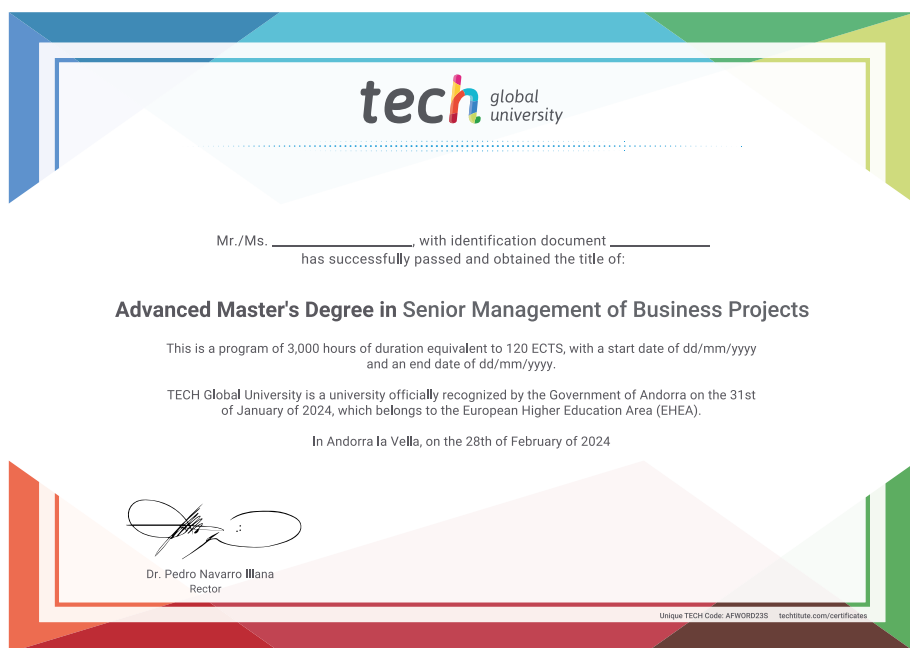 tech global
university
Mr./Ms. ____________________, with identification document ______________
has successfully passed and obtained the title of:
Advanced Master's Degree in Senior Management of Business Projects
This is a program of 3,000 hours of duration equivalent to 120 ECTS, with a start date of dd/mm/yyyy
and an end date of dd/mm/yyyy.
TECH Global University is a university officially recognized by the Government of Andorra on the 31st
of January of 2024, which belongs to the European Higher Education Area (EHEA).
In Andorra la Vella, on the 28th of February of 2024
Dr. Pedro Navarro Illana
Rector
Unique TECH Code: AFWORD23S techtitute.com/certificates